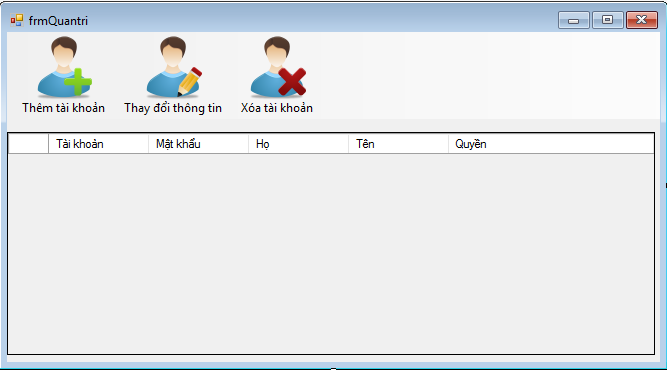 frmQuantri
Thêm tài khoản Thay đổi thông tin Xóa tài khoản
Tài khoản Mật khẩu Họ Tên Quyền